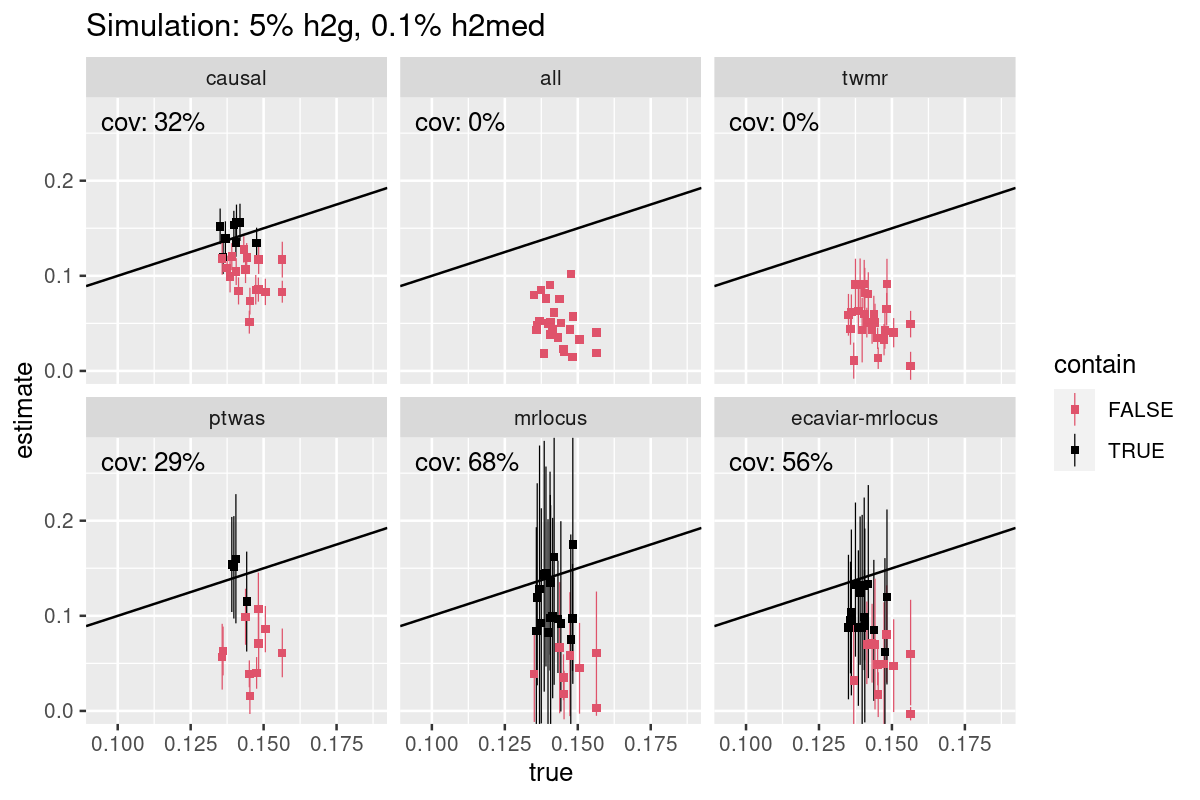 Simulation: 5% h2g, 0.1% h2med
causal all twmr
cov: 32% cov: 0% cov: 0%
0.2
0.1
0.0
ptwas mrlocus ecaviar-mrlocus
cov: 29% cov: 68% cov: 56%
0.2
0.1
0.0
0.100 0.125 0.150 0.175 0.100 0.125 0.150 0.175 0.100 0.125 0.150 0.175
true
estimate
contain
FALSE
TRUE